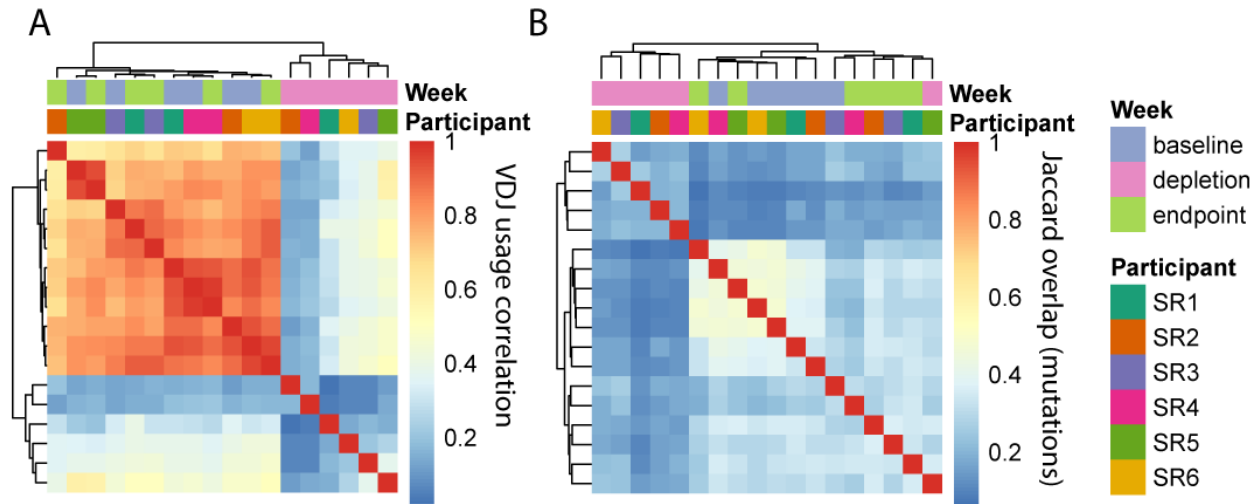 A
B
Week
Participant
1
0.8
0.6
0.4
0.2
VDJ usage correlation
Week
Participant
1
0.8
0.6
0.4
0.2
Jaccard overlap (mutations)
Week
baseline
depletion
endpoint
Participant
SR1
SR2
SR3
SR4
SR5
SR6